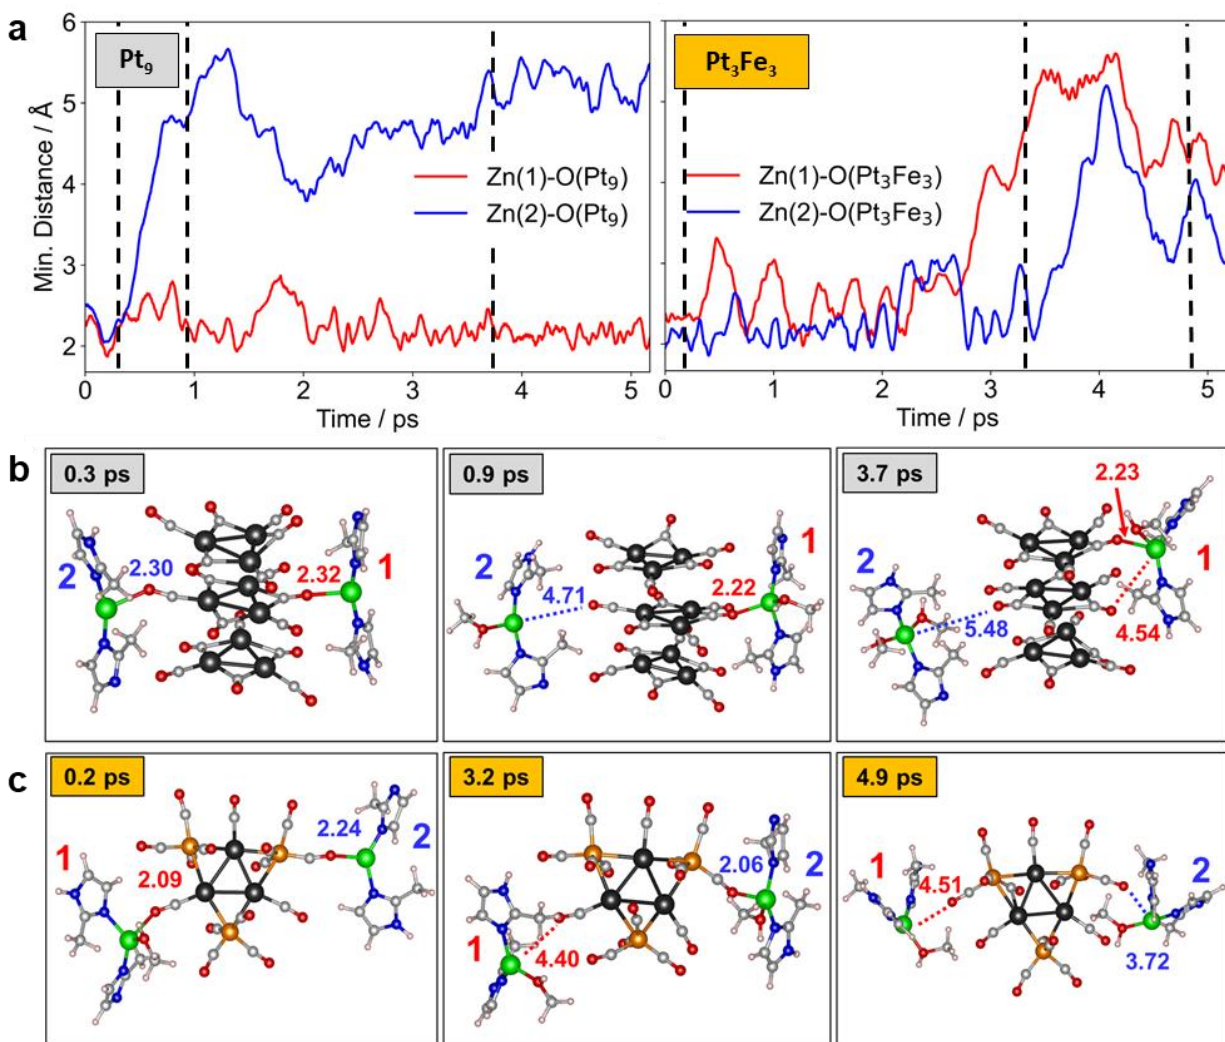 a
6
5
4
3
2
Min. Distance / Å
Pt₉
Zn(1)-O(Pt₉)
Zn(2)-O(Pt₉)
0 1 2 3 4 5
Time / ps
Pt₃Fe₃
Zn(1)-O(Pt₃Fe₃)
Zn(2)-O(Pt₃Fe₃)
0 1 2 3 4 5
Time / ps
b
0.3 ps
2
2.30
2.32
1
0.9 ps
2
4.71
2.22
1
3.7 ps
2.23
2
1
5.48
4.54
c
0.2 ps
1
2.09
2.24
2
3.2 ps
1
4.40
2.06
2
4.9 ps
1
4.51
2
3.72